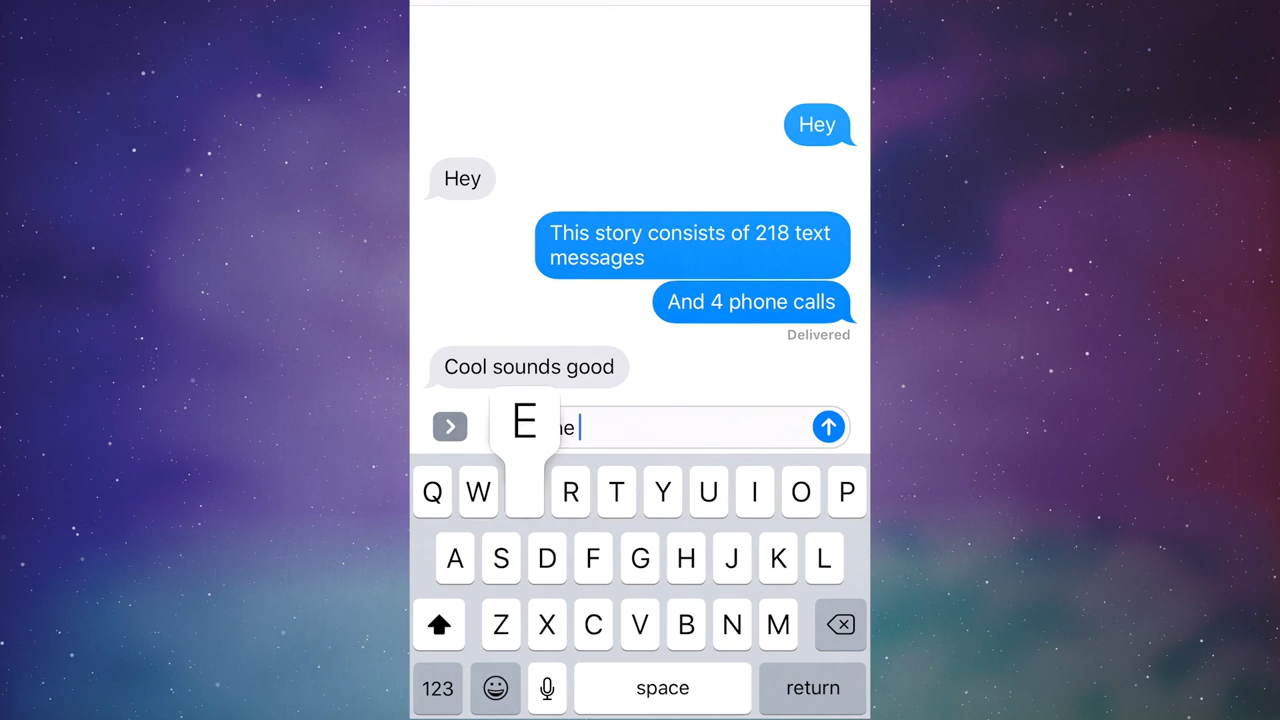 Hey
Hey
This story consists of 218 text
messages
And 4 phone calls
Delivered
Cool sounds good
E
Q W R T Y U I O P
A S D F G H J K L
Z X C V B N M
123 space return